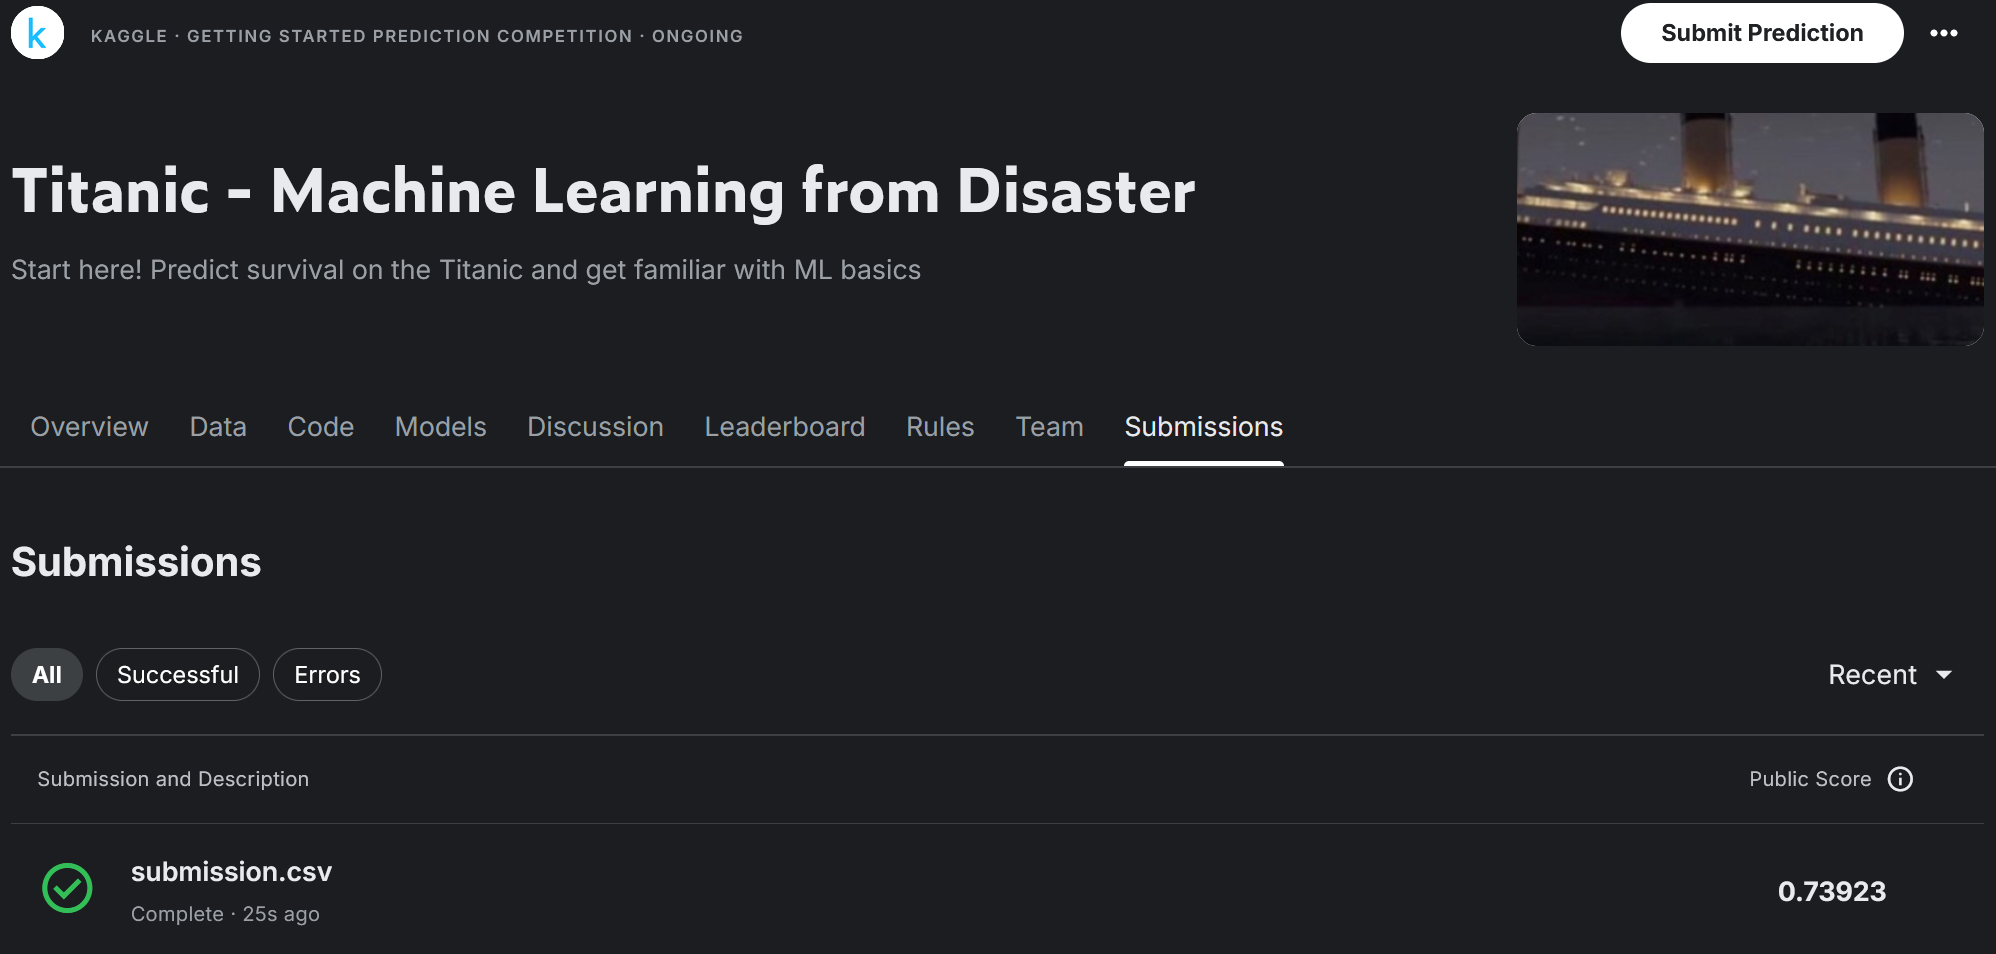 k
KAGGLE · GETTING STARTED PREDICTION COMPETITION · ONGOING
Submit Prediction
Titanic - Machine Learning from Disaster
Start here! Predict survival on the Titanic and get familiar with ML basics
Overview Data Code Models Discussion Leaderboard Rules Team Submissions
Submissions
All Successful Errors Recent
Submission and Description Public Score
submission.csv
Complete · 25s ago
0.73923